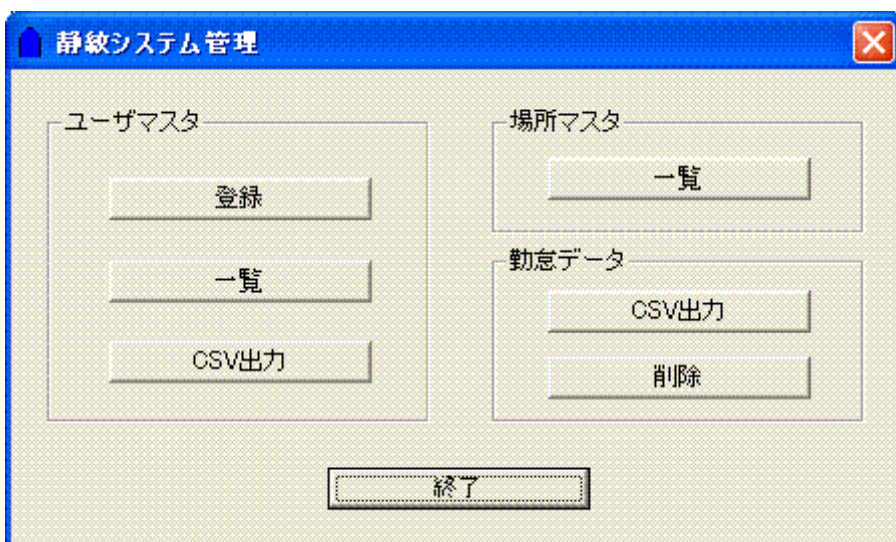 静紋システム管理
ユーザマスタ
登録
一覧
CSV出力
場所マスタ
一覧
勤怠データ
CSV出力
削除
終了